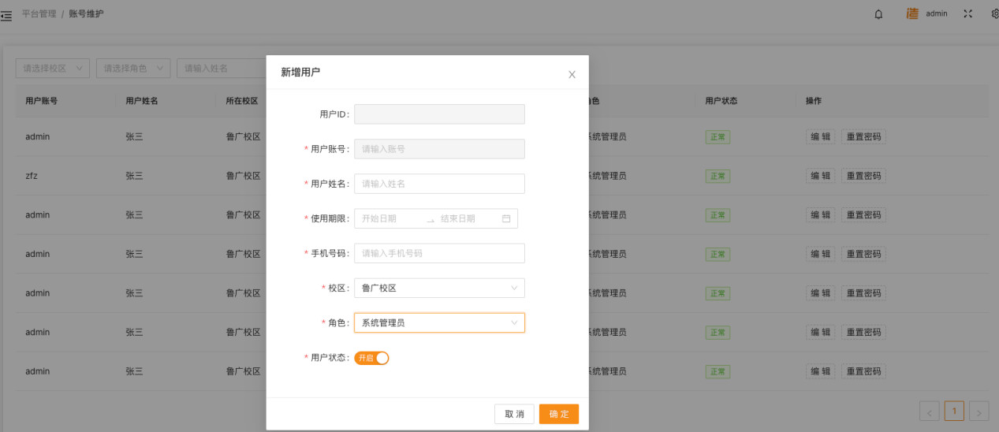 平台管理 / 账号维护
admin
请选择校区 请选择角色 请输入姓名
用户账号 用户姓名 所在校区 色 用户状态 操作
admin 张三 鲁广校区 系统管理员 正常 编 辑 重置密码
zfz 张三 鲁广校区 系统管理员 正常 编 辑 重置密码
admin 张三 鲁广校区 系统管理员 正常 编 辑 重置密码
admin 张三 鲁广校区 系统管理员 正常 编 辑 重置密码
admin 张三 鲁广校区 系统管理员 正常 编 辑 重置密码
admin 张三 鲁广校区 系统管理员 正常 编 辑 重置密码
admin 张三 鲁广校区 系统管理员 正常 编 辑 重置密码
< 1 >
新增用户
用户ID:
* 用户账号: 请输入账号
* 用户姓名: 请输入姓名
* 使用期限: 开始日期 → 结束日期
* 手机号码: 请输入手机号码
* 校区: 鲁广校区
* 角色: 系统管理员
* 用户状态: 开启
取 消 确 定